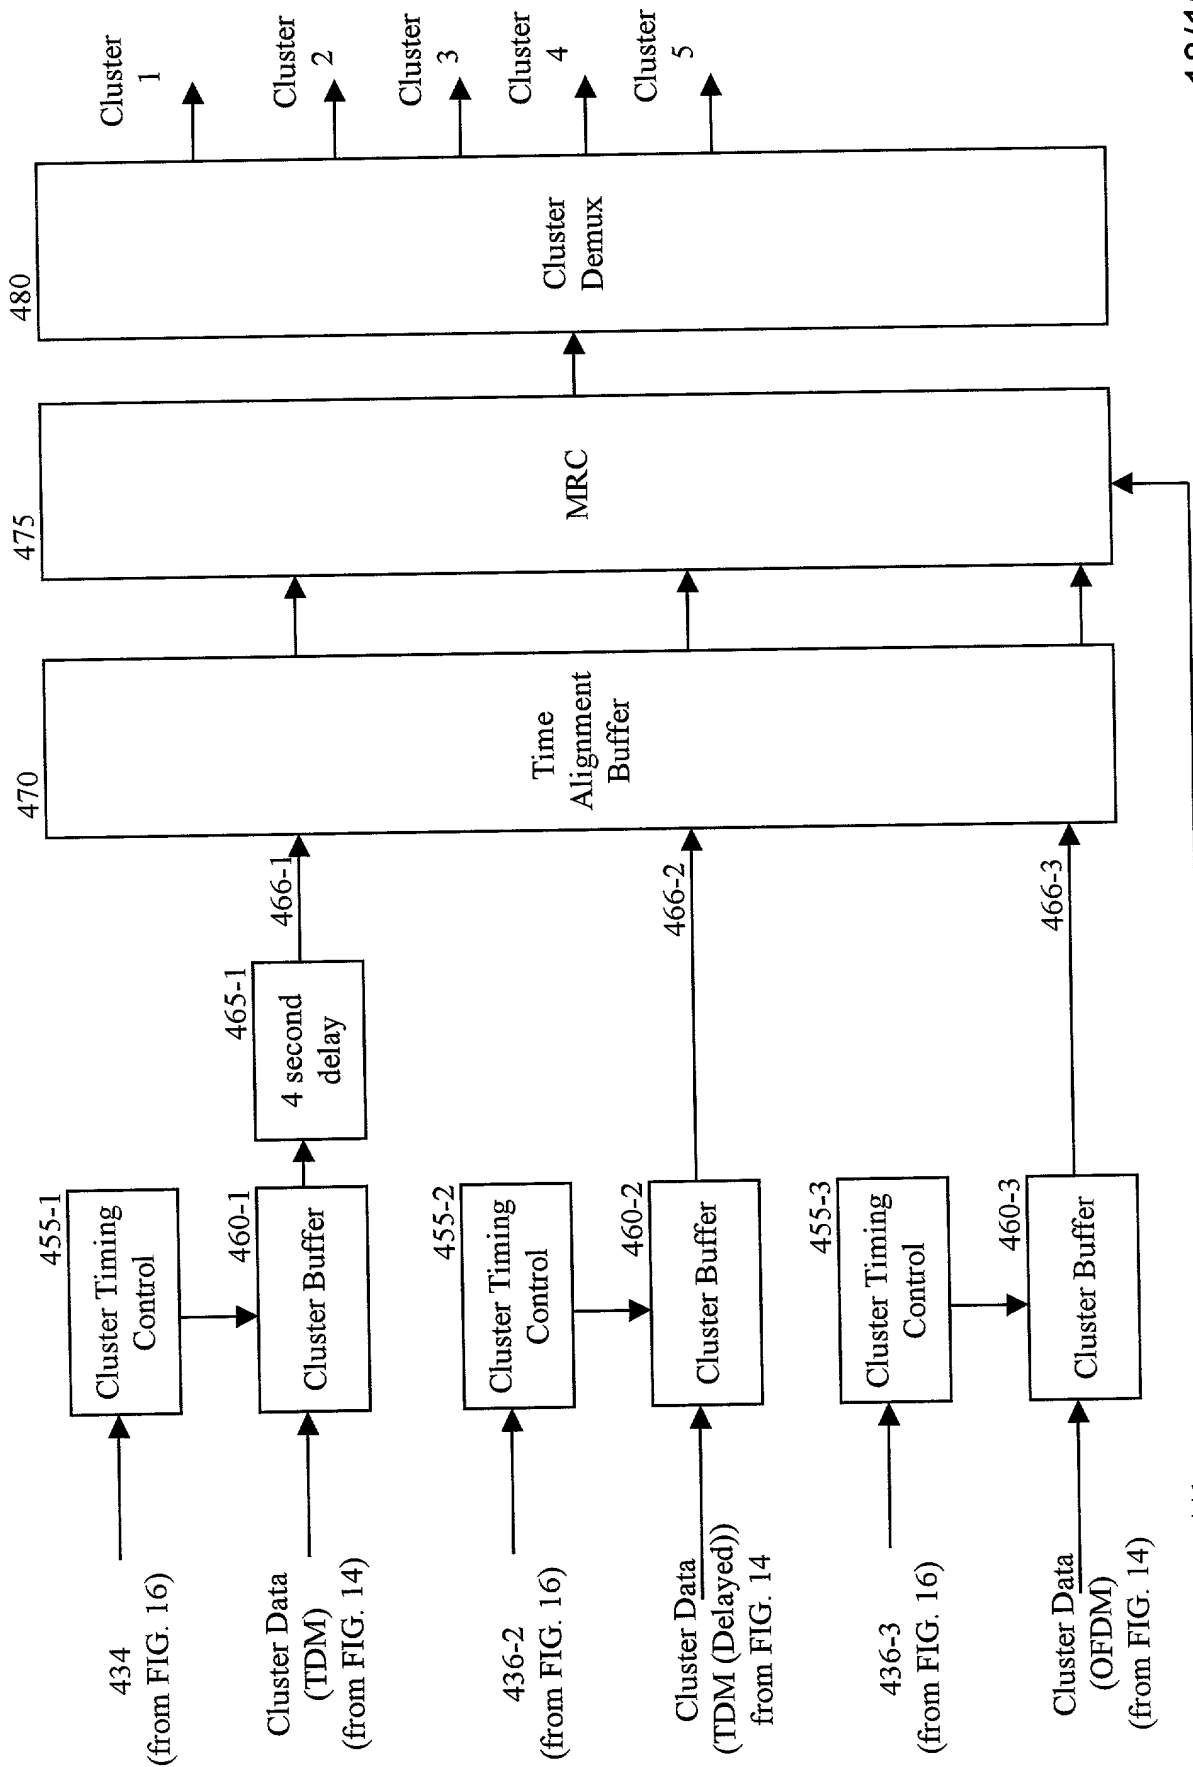 434
(from FIG. 16)
Cluster Data
(TDM)
(from FIG. 14)
436-2
(from FIG. 16)
Cluster Data
(TDM (Delayed))
from FIG. 14
436-3
(from FIG. 16)
Cluster Data
(OFDM)
(from FIG. 14)
455-1
Cluster Timing
Control
460-1
Cluster Buffer
455-2
Cluster Timing
Control
460-2
Cluster Buffer
455-3
Cluster Timing
Control
460-3
Cluster Buffer
465-1
4 second
delay
466-1
466-2
466-3
470
Time
Alignment
Buffer
475
MRC
480
Cluster
Demux
Cluster
1
Cluster
2
Cluster
3
Cluster
4
Cluster
5